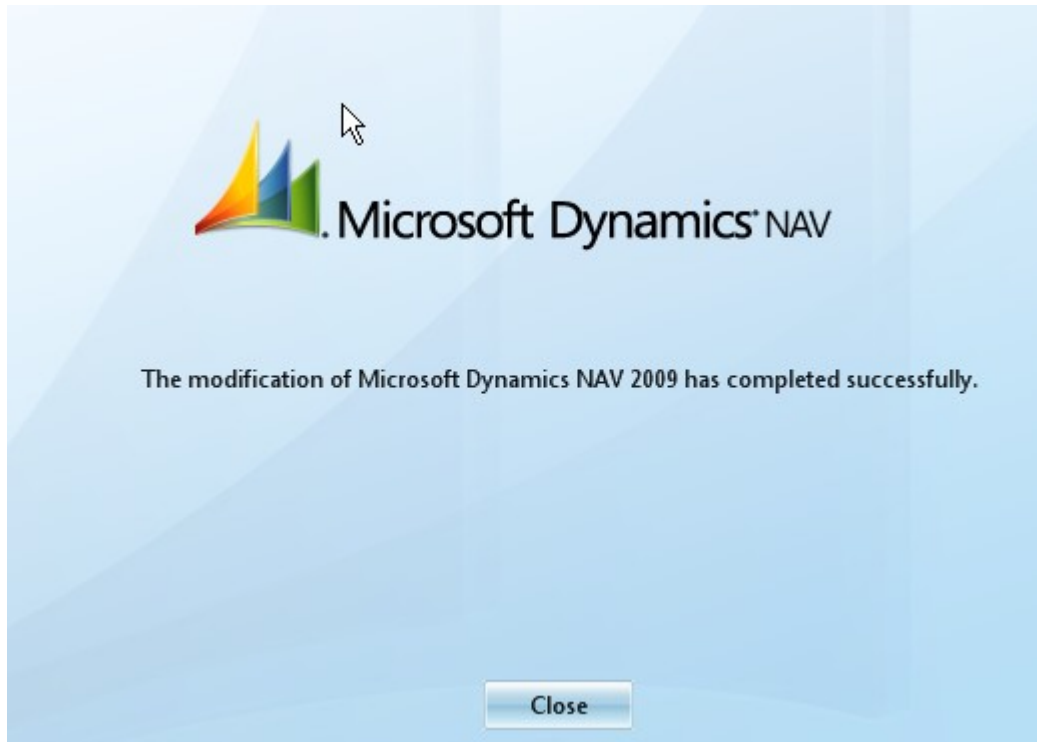 Microsoft Dynamics NAV
The modification of Microsoft Dynamics NAV 2009 has completed successfully.
Close